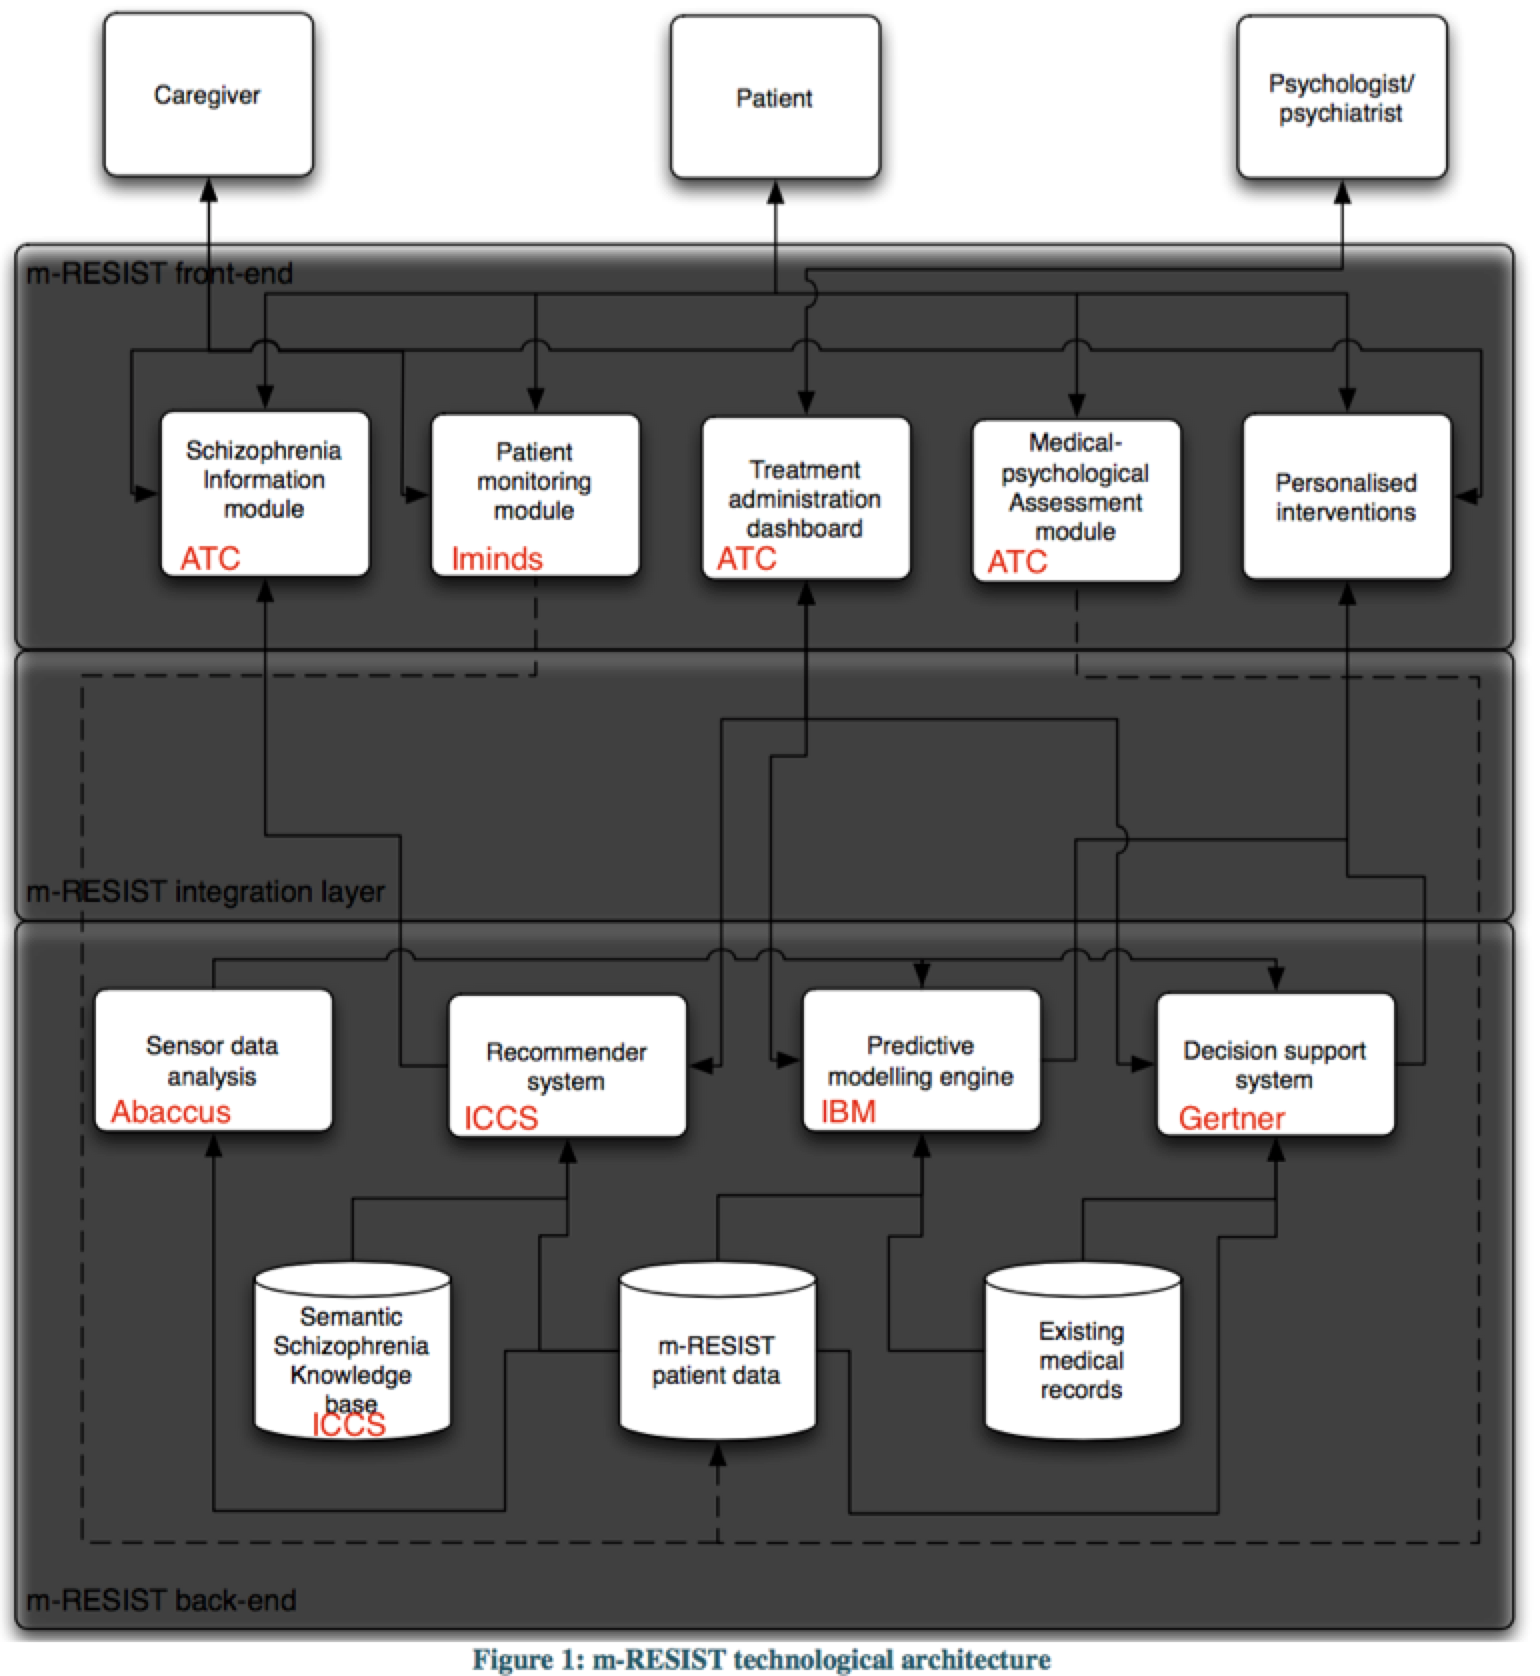 Caregiver
Patient
Psychologist/
psychiatrist
m-RESIST front-end
Schizophrenia
Information
module
ATC
Patient
monitoring
module
Iminds
Treatment
administration
dashboard
ATC
Medical-
psychological
Assessment
module
ATC
Personalised
interventions
m-RESIST integration layer
Sensor data
analysis
Abaccus
Recommender
system
ICCS
Predictive
modelling engine
IBM
Decision support
system
Gertner
Semantic
Schizophrenia
Knowledge
base
ICCS
m-RESIST
patient data
Existing
medical
records
m-RESIST back-end
Figure 1: m-RESIST technological architecture